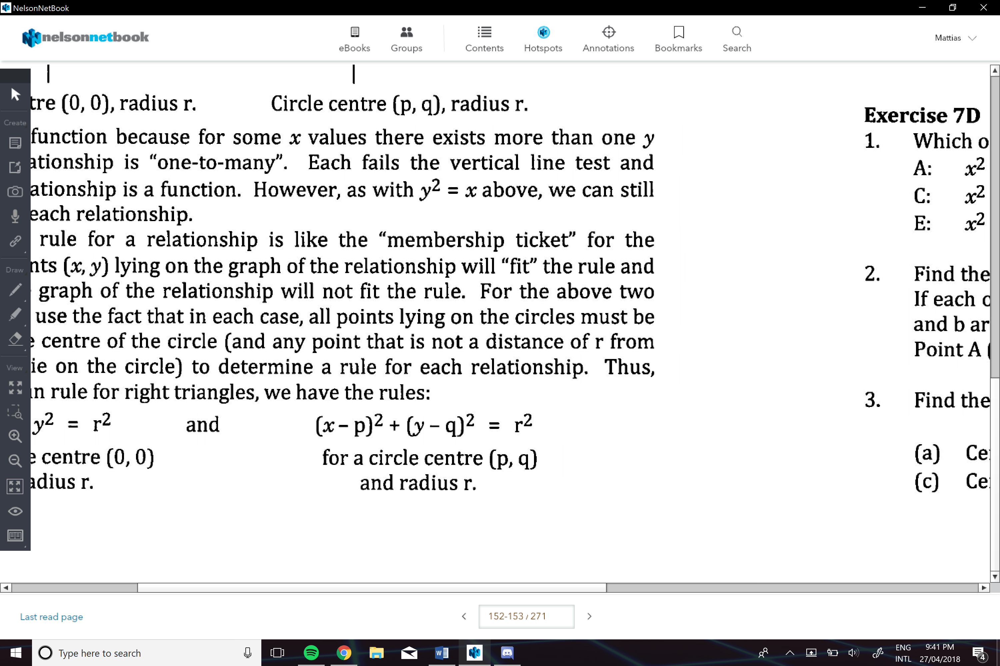 NelsonNetBook
nelsonnetbook
eBooks
Groups
Contents
Hotspots
Annotations
Bookmarks
Search
Mattias
Create
Draw
View
tre (0, 0), radius r.
Circle centre (p, q), radius r.
function because for some x values there exists more than one y
ationship is “one-to-many”. Each fails the vertical line test and
ationship is a function. However, as with y² = x above, we can still
each relationship.
rule for a relationship is like the “membership ticket” for the
nts (x, y) lying on the graph of the relationship will “fit” the rule and
graph of the relationship will not fit the rule. For the above two
use the fact that in each case, all points lying on the circles must be
e centre of the circle (and any point that is not a distance of r from
ie on the circle) to determine a rule for each relationship. Thus,
in rule for right triangles, we have the rules:
y² = r² and (x – p)² + (y – q)² = r²
e centre (0, 0) for a circle centre (p, q)
adius r. and radius r.
Exercise 7D
1. Which o
A: x²
C: x²
E: x²
2. Find the
If each c
and b ar
Point A (
3. Find the
(a) Ce
(c) Ce
Last read page
152-153 / 271
Type here to search
ENG
INTL
9:41 PM
27/04/2018
4